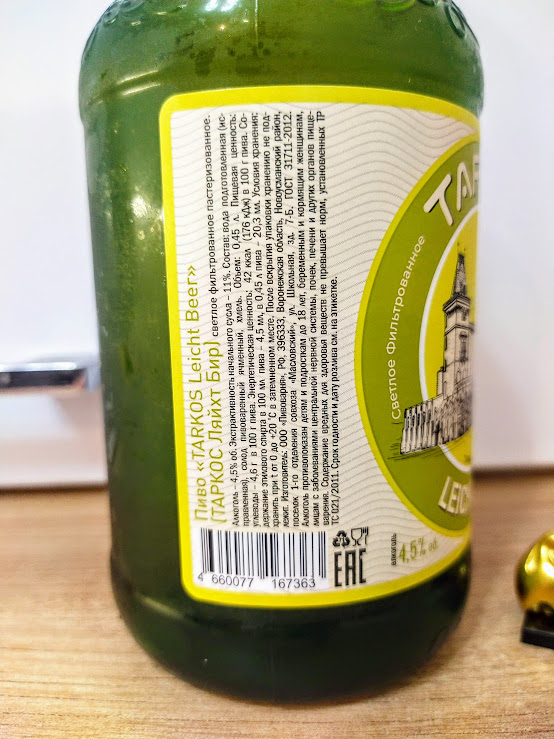 Пиво «TARKOS Leicht Beer»
(ТАРКОС Ляйхт Бир) светлое фильтрованное пастеризованное.
Алкоголь – 4,5% об. Экстрактивность начального сусла – 11%. Состав: вода подготовленная (ис-
правленная), солод пивоваренный ячменный, хмель. Объем: 0,45 л. Пищевая ценность:
углеводы – 4,6 г в 100 г пива. Энергетическая ценность: 42 ккал (176 кДж) в 100 г пива. Со-
держание этилового спирта в 100 мл пива – 4,5 мл, в 0,45 л пива – 20,3 мл. Условия хранения:
хранить при t от 0 до +20 °С в затемненном месте. После вскрытия упаковки хранению не под-
лежит. Изготовитель: ООО «Пивоварня», РФ, 396333, Воронежская область, Новоусманский район,
поселок 1-го отделения совхоза «Масловский», ул. Школьная, зд. 7-Б. ГОСТ 31711-2012.
Алкоголь противопоказан детям и подросткам до 18 лет, беременным и кормящим женщинам,
лицам с заболеваниями центральной нервной системы, почек, печени и других органов пище-
варения. Содержание вредных для здоровья веществ не превышает норм, установленных ТР
ТС 021/2011. Срок годности и дату розлива см. на этикетке.
4 660077 167363
EAC
алкоголь
4,5% об.
Светлое Фильтрованное
ТАР
LEIC